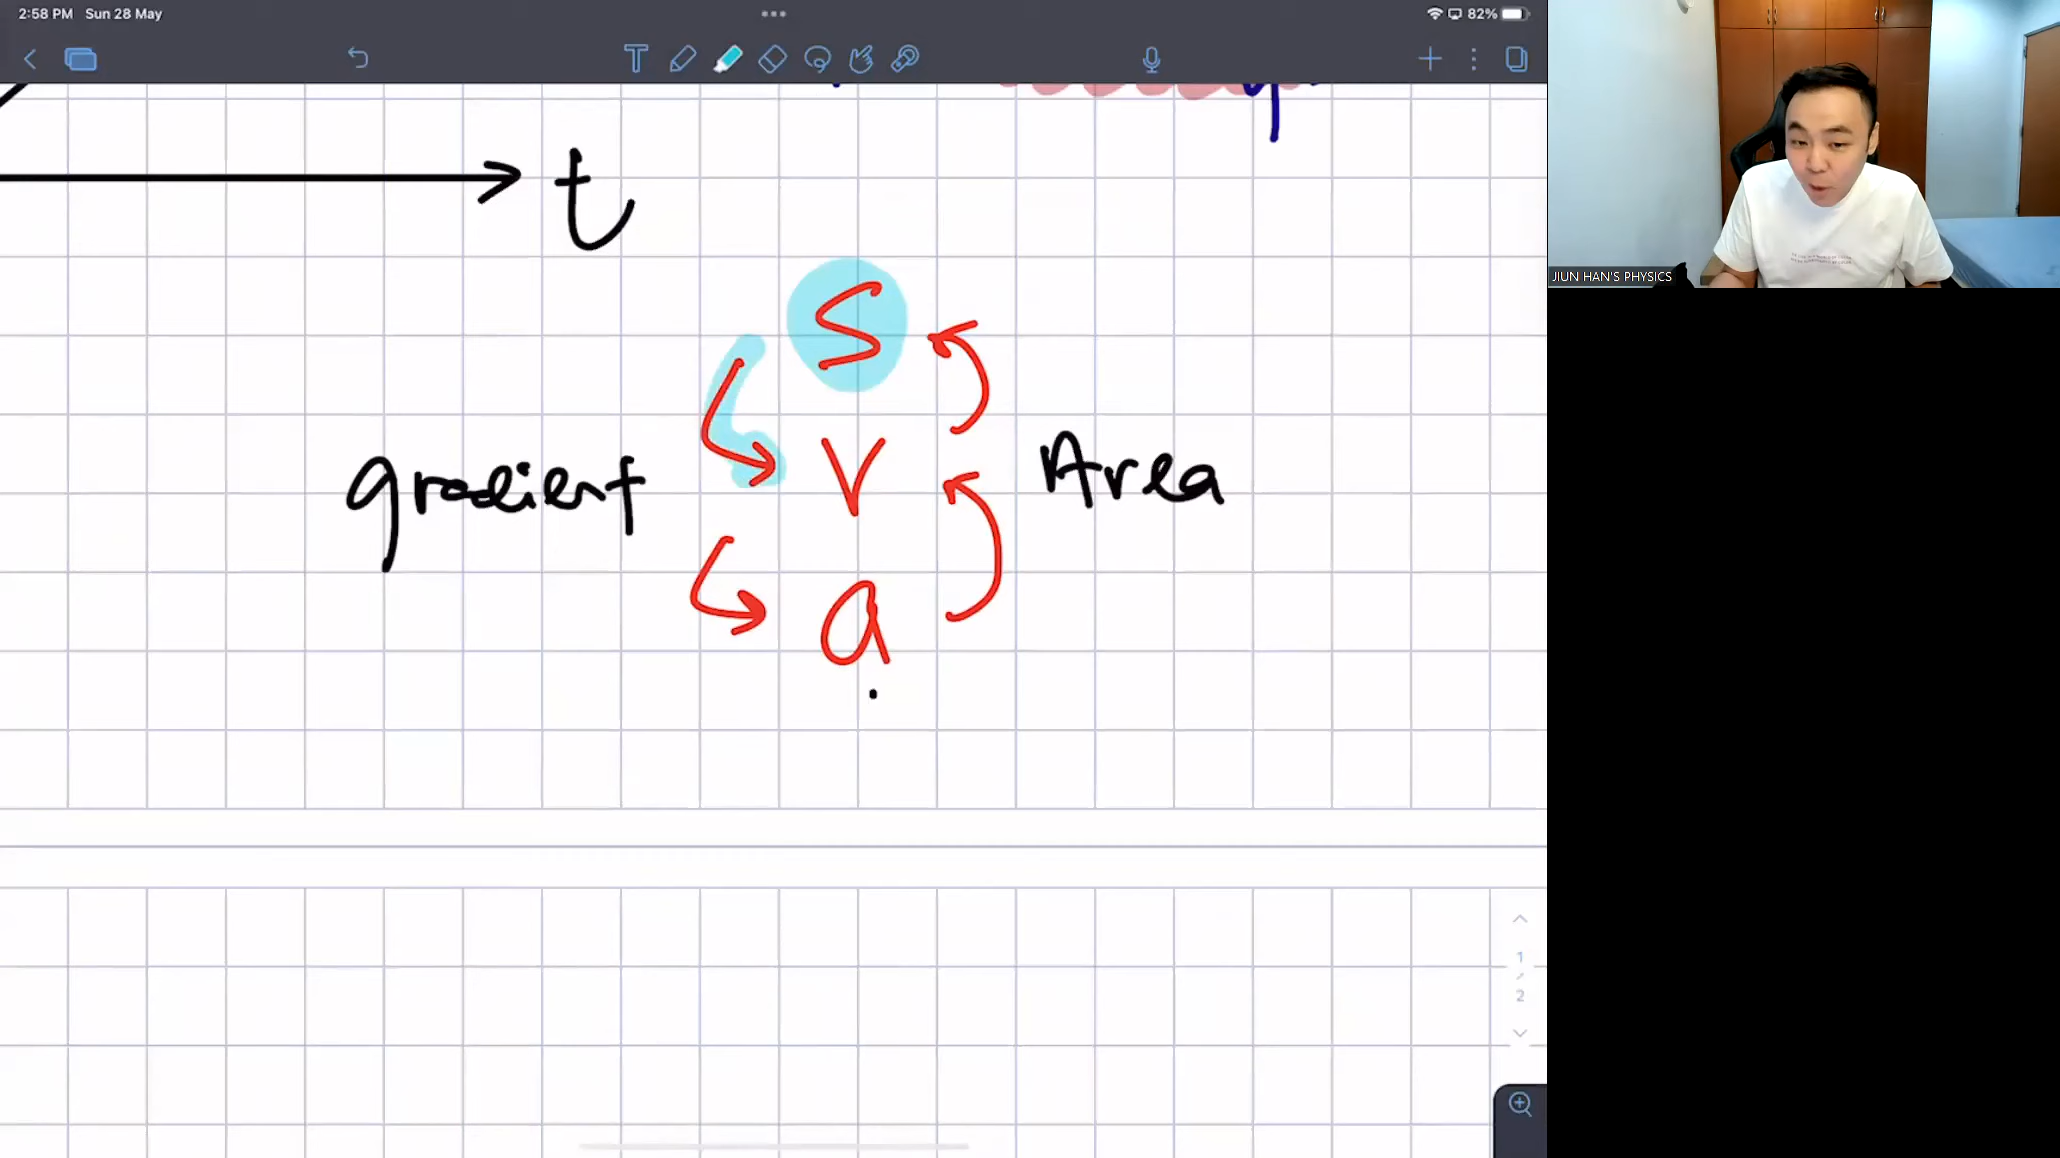 2:58 PM Sun 28 May
82%
T
t
S
gradient
V
Area
a
1
2
JIUN HAN'S PHYSICS